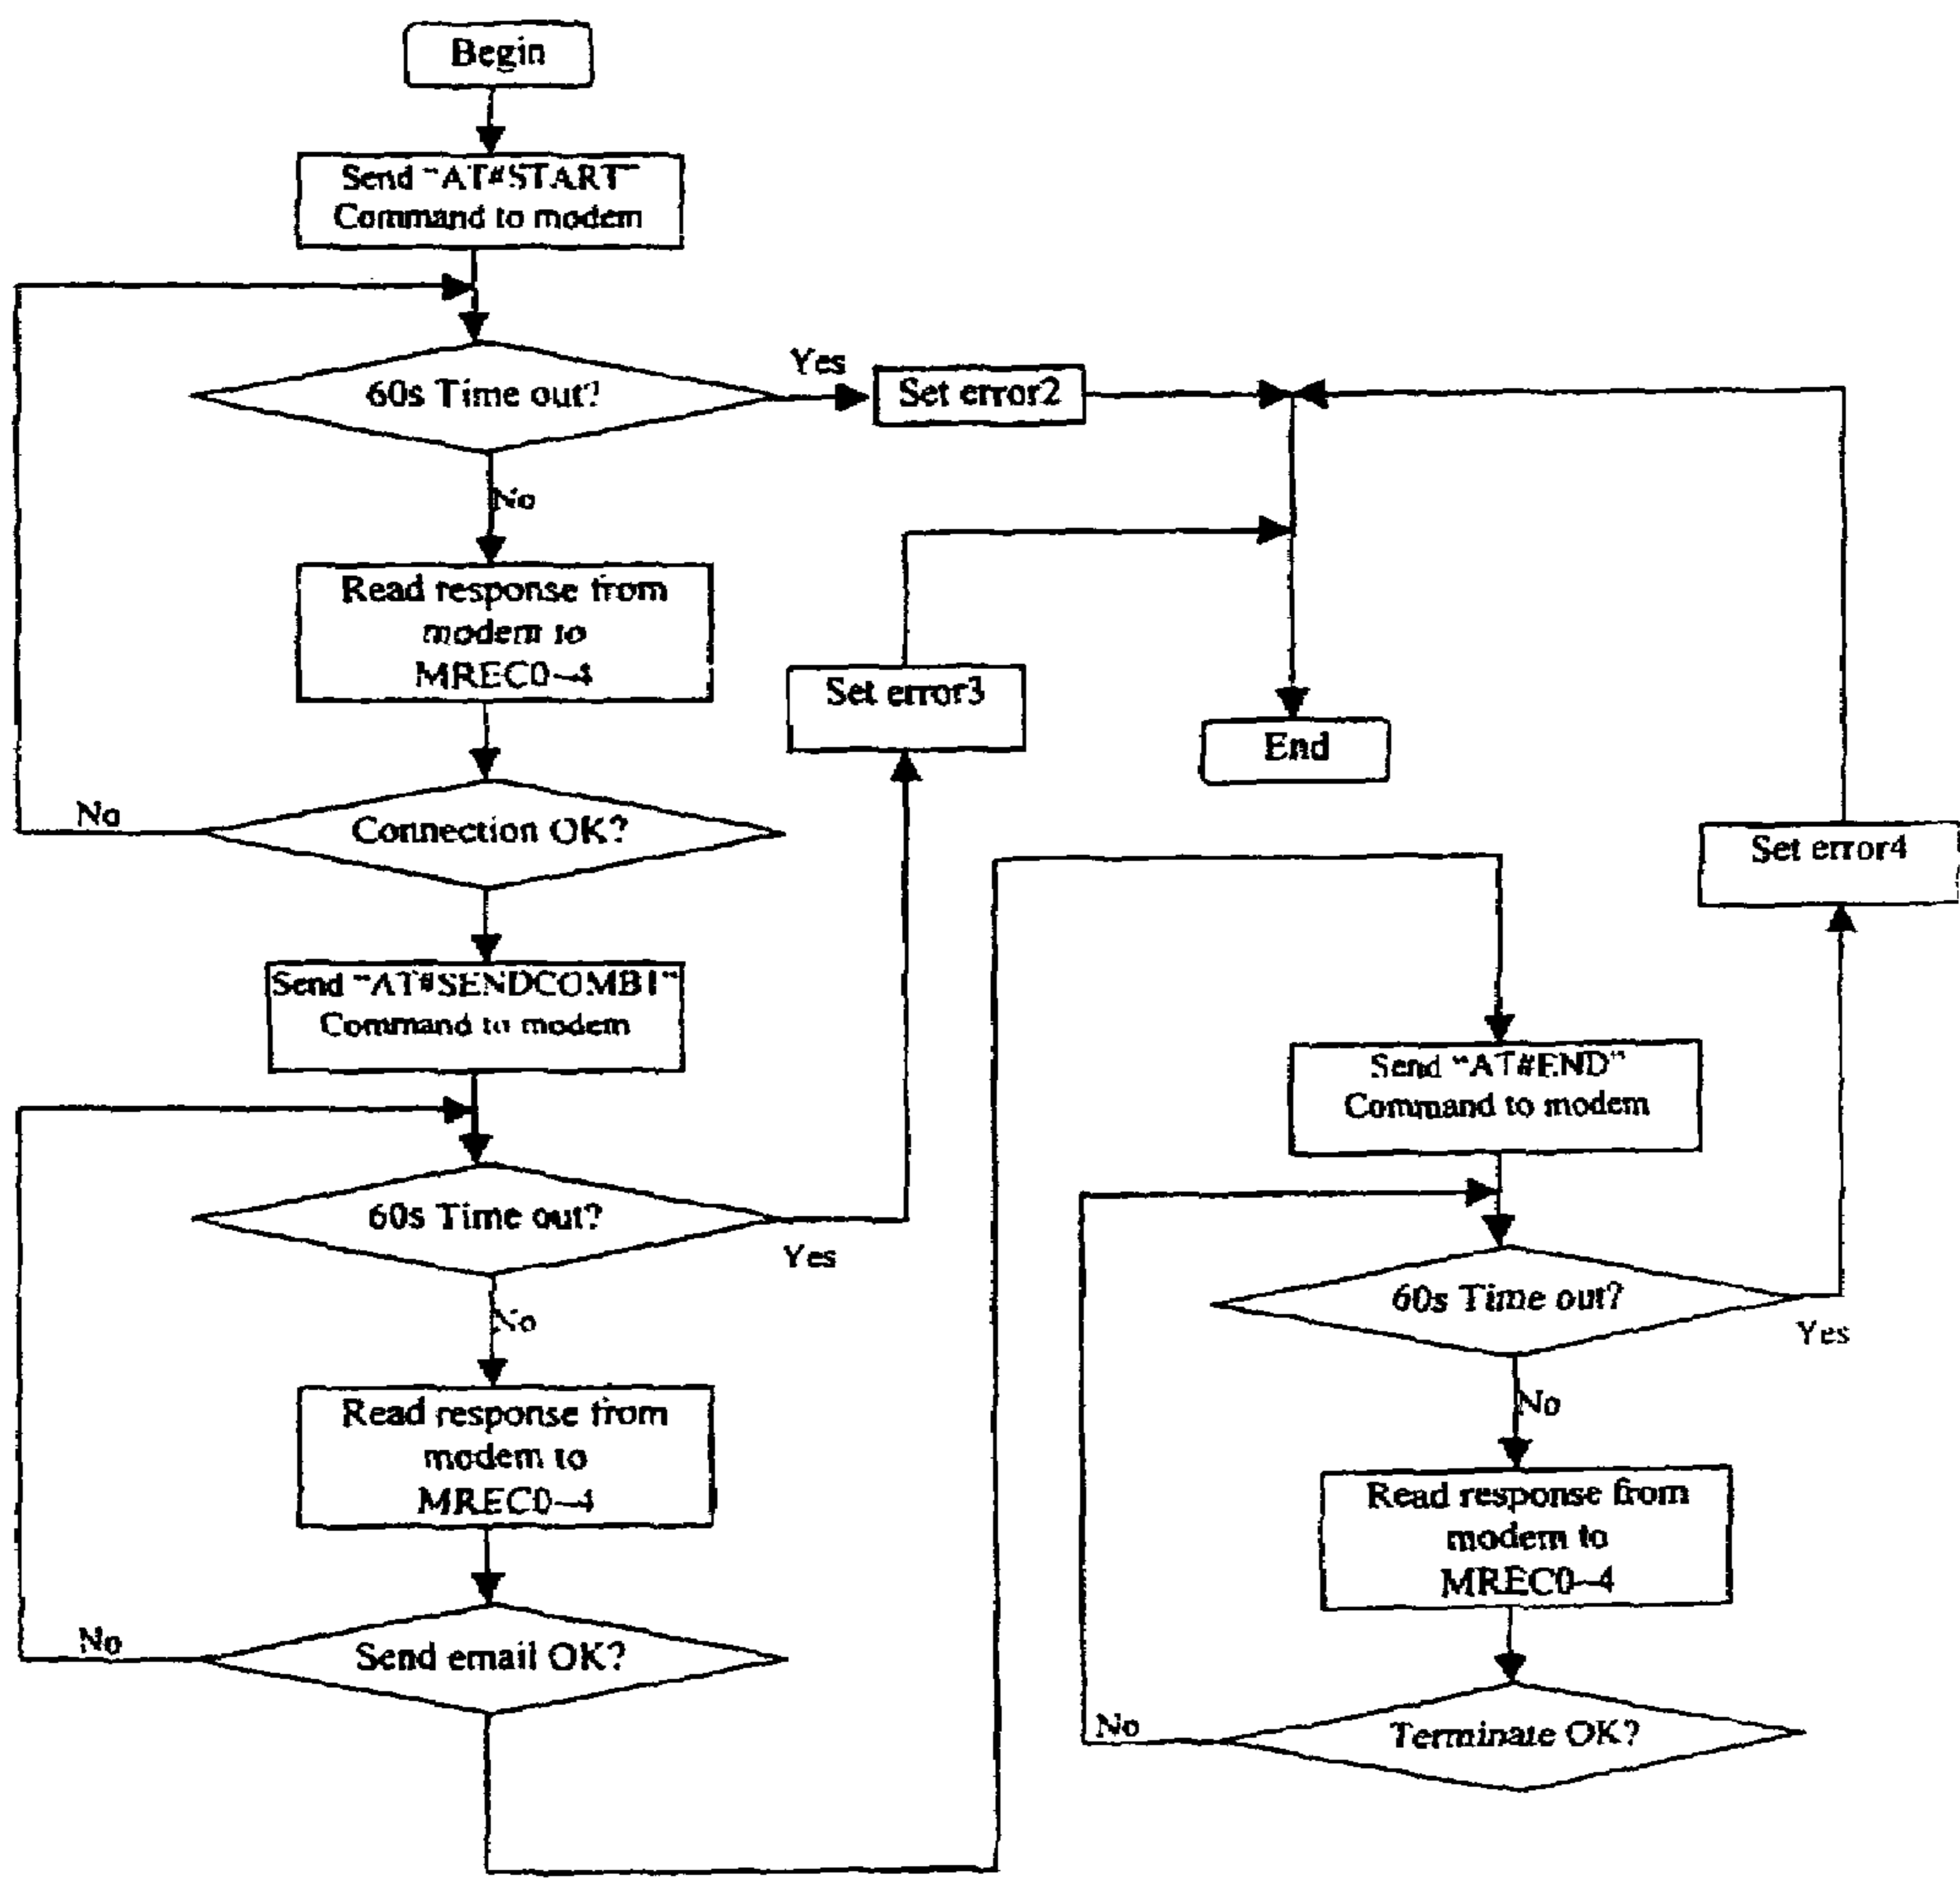 Begin
Send "AT#START"
Command to modem
60s Time out?
Yes
Set error2
No
Read response from
modem to
MREC0~4
Set error3
End
No
Connection OK?
Set error4
Send "AT#SENDCOMB1"
Command to modem
Send "AT#END"
Command to modem
60s Time out?
Yes
No
60s Time out?
Yes
No
Read response from
modem to
MREC0~4
Read response from
modem to
MREC0~4
No
Send email OK?
No
Terminate OK?